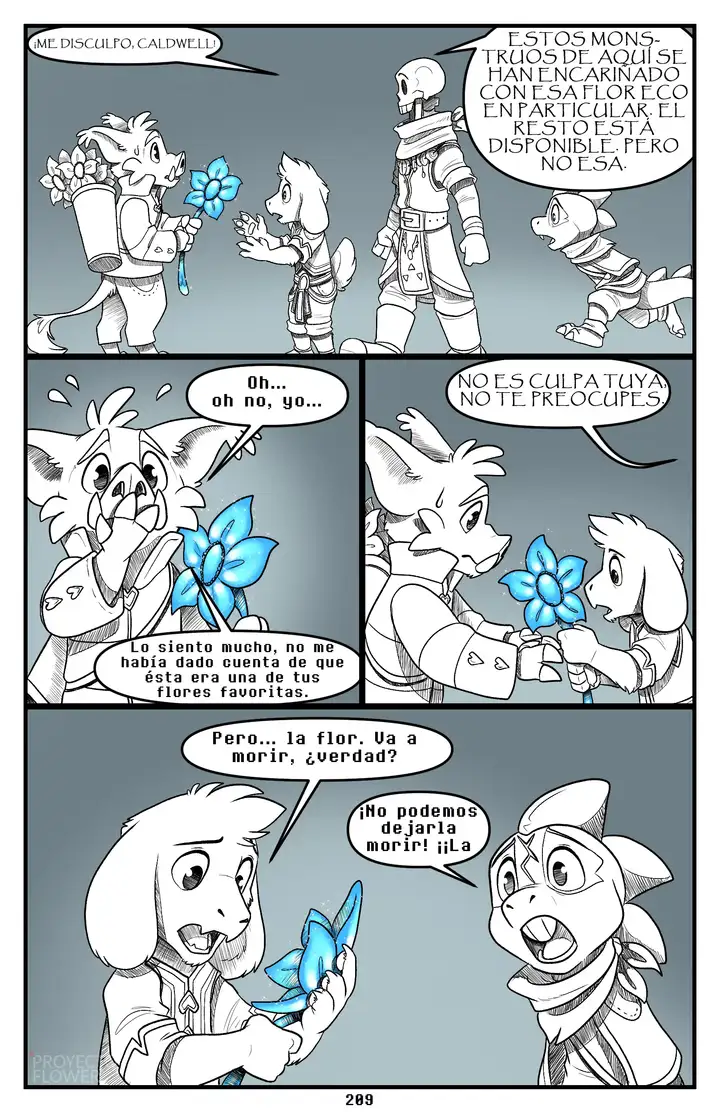 ¡ME DISCULPO, CALDWELL!
ESTOS MONS-
TRUOS DE AQUÍ SE
HAN ENCARIÑADO
CON ESA FLOR ECO
EN PARTICULAR. EL
RESTO ESTÁ
DISPONIBLE. PERO
NO ESA.
Oh...
oh no, yo...
Lo siento mucho, no me
había dado cuenta de que
ésta era una de tus
flores favoritas.
NO ES CULPA TUYA,
NO TE PREOCUPES.
Pero... la flor. Va a
morir, ¿verdad?
¡No podemos
dejarla
morir! ¡¡La
PROYECT
FLOWER
209